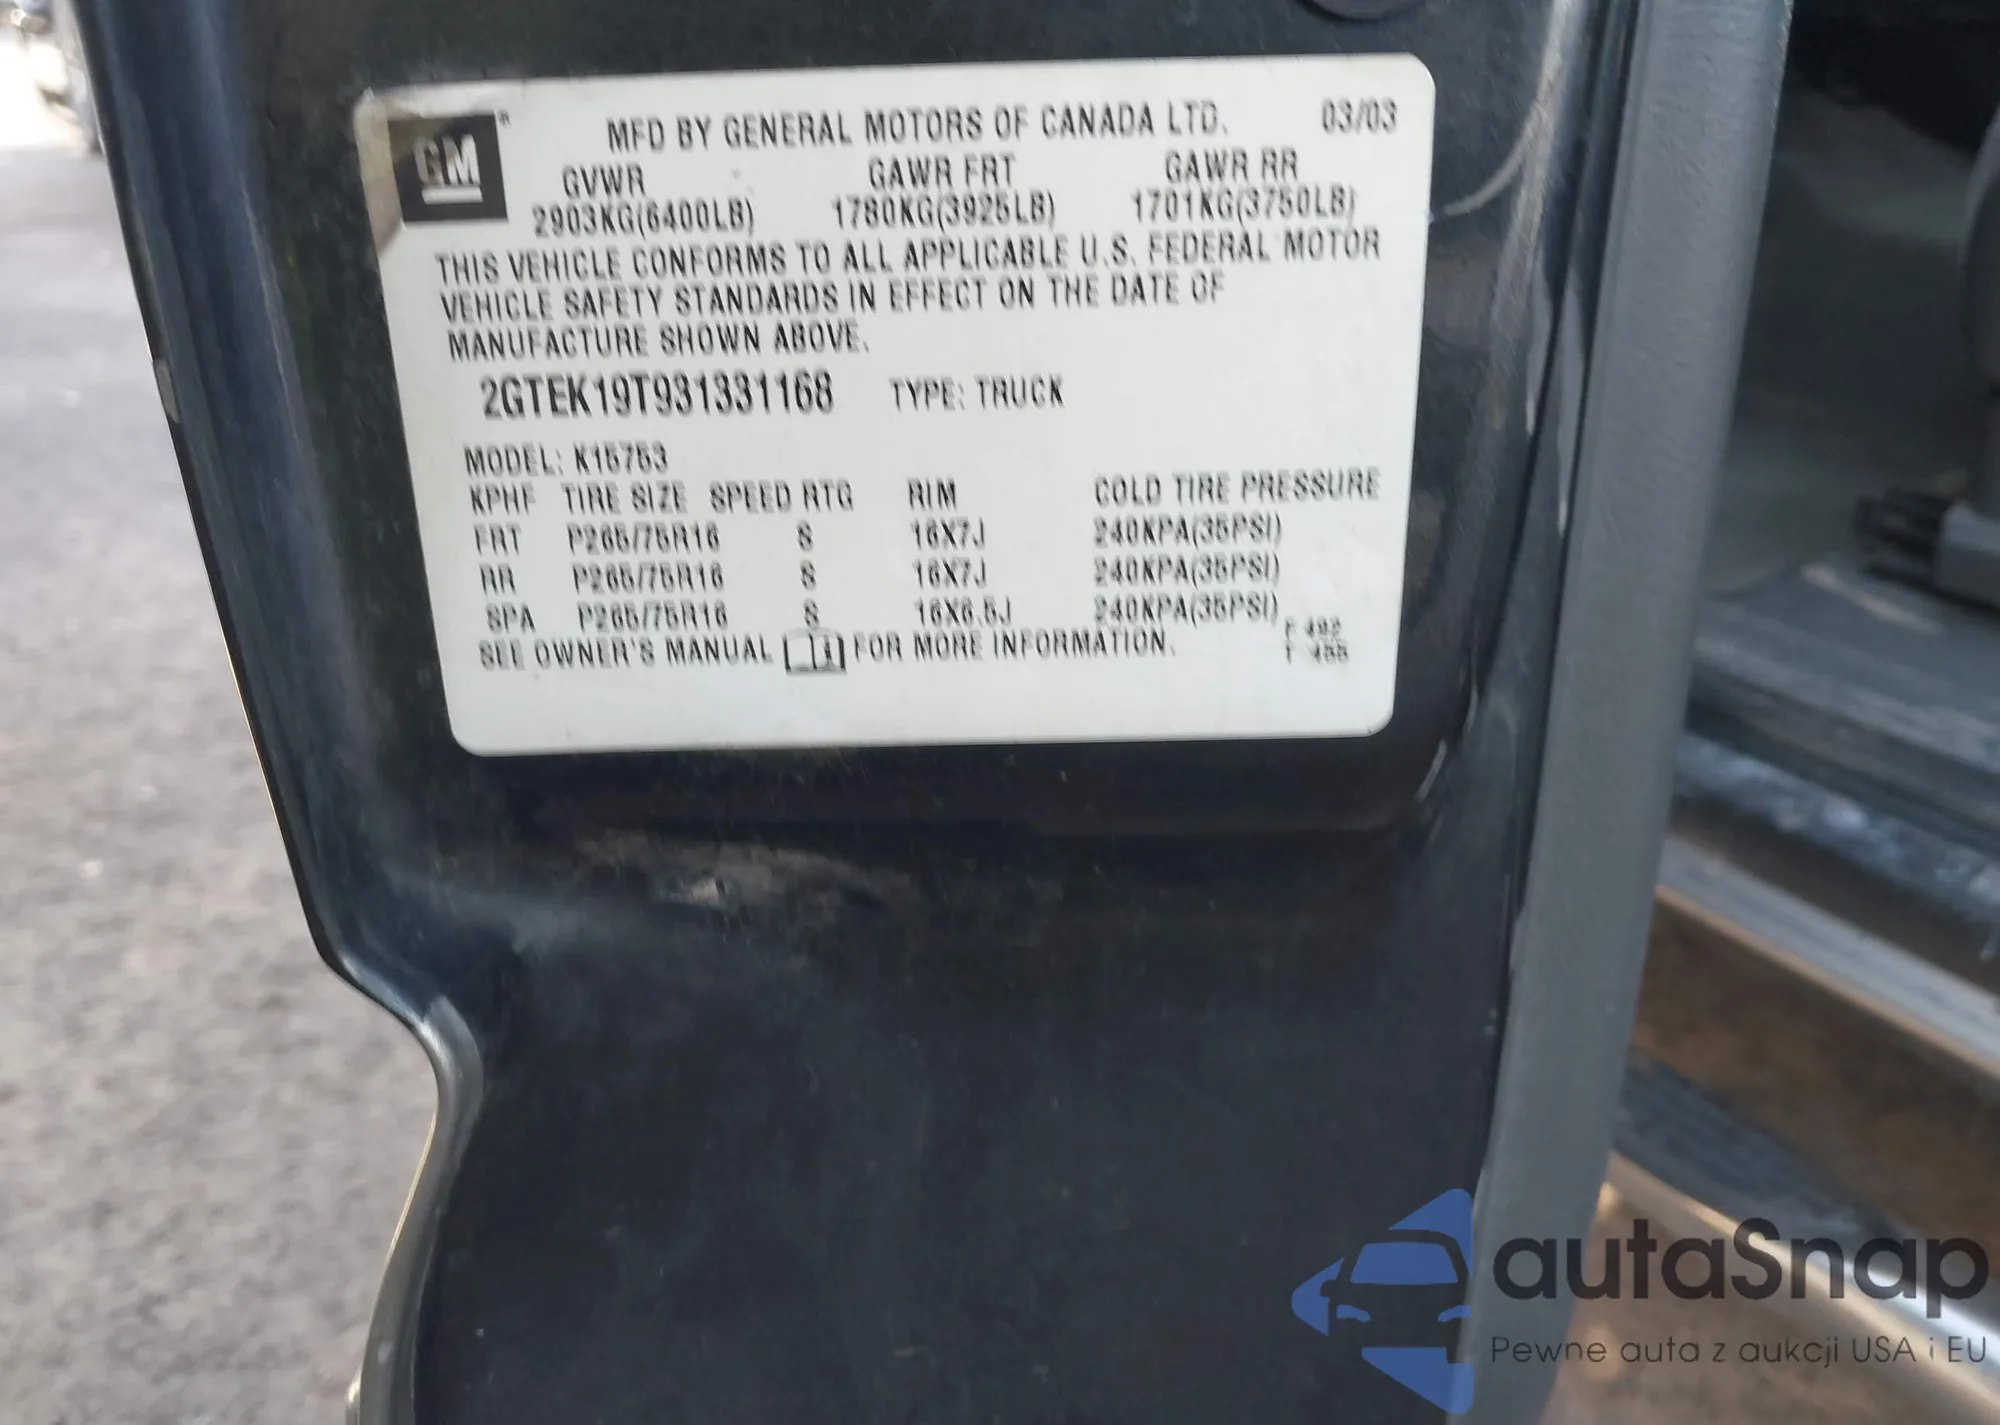 GM
MFD BY GENERAL MOTORS OF CANADA LTD. 03/03
GVWR GAWR FRT GAWR RR
2903KG(6400LB) 1780KG(3925LB) 1701KG(3750LB)
THIS VEHICLE CONFORMS TO ALL APPLICABLE U.S. FEDERAL MOTOR
VEHICLE SAFETY STANDARDS IN EFFECT ON THE DATE OF
MANUFACTURE SHOWN ABOVE.
2GTEK19T931331168 TYPE: TRUCK
MODEL: K15753
TIRE SIZE SPEED RTG RIM COLD TIRE PRESSURE
FRT P265/75R16 S 16X7J 240KPA(35PSI)
RR P265/75R16 S 16X7J 240KPA(35PSI)
SPA P265/75R16 S 16X6.5J 240KPA(35PSI)
SEE OWNER'S MANUAL FOR MORE INFORMATION.
autaSnap
Pewne auta z aukcji USA i EU